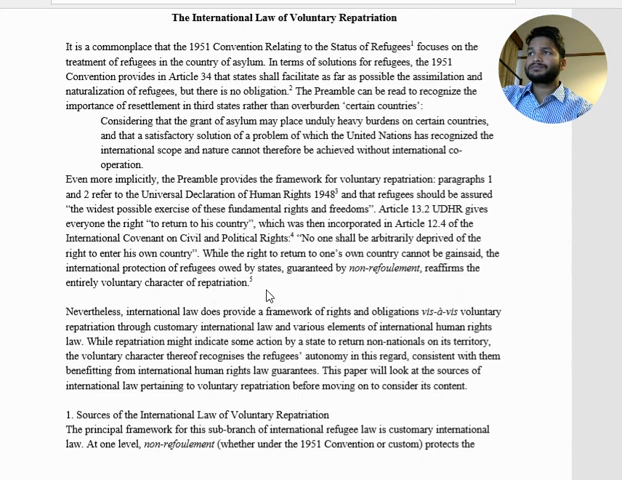 The International Law of Voluntary Repatriation
It is a commonplace that the 1951 Convention Relating to the Status of Refugees¹ focuses on the
treatment of refugees in the country of asylum. In terms of solutions for refugees, the 1951
Convention provides in Article 34 that states shall facilitate as far as possible the assimilation and
naturalization of refugees, but there is no obligation.² The Preamble can be read to recognize the
importance of resettlement in third states rather than overburden ‘certain countries’:
Considering that the grant of asylum may place unduly heavy burdens on certain countries,
and that a satisfactory solution of a problem of which the United Nations has recognized the
international scope and nature cannot therefore be achieved without international co-
operation.
Even more implicitly, the Preamble provides the framework for voluntary repatriation: paragraphs 1
and 2 refer to the Universal Declaration of Human Rights 1948³ and that refugees should be assured
“the widest possible exercise of these fundamental rights and freedoms”. Article 13.2 UDHR gives
everyone the right “to return to his country”, which was then incorporated in Article 12.4 of the
International Covenant on Civil and Political Rights:⁴ “No one shall be arbitrarily deprived of the
right to enter his own country”. While the right to return to one’s own country cannot be gainsaid, the
international protection of refugees owed by states, guaranteed by non-refoulement, reaffirms the
entirely voluntary character of repatriation.⁵
Nevertheless, international law does provide a framework of rights and obligations vis-à-vis voluntary
repatriation through customary international law and various elements of international human rights
law. While repatriation might indicate some action by a state to return non-nationals on its territory,
the voluntary character thereof recognises the refugees’ autonomy in this regard, consistent with them
benefitting from international human rights law guarantees. This paper will look at the sources of
international law pertaining to voluntary repatriation before moving on to consider its content.
1. Sources of the International Law of Voluntary Repatriation
The principal framework for this sub-branch of international refugee law is customary international
law. At one level, non-refoulement (whether under the 1951 Convention or custom) protects the